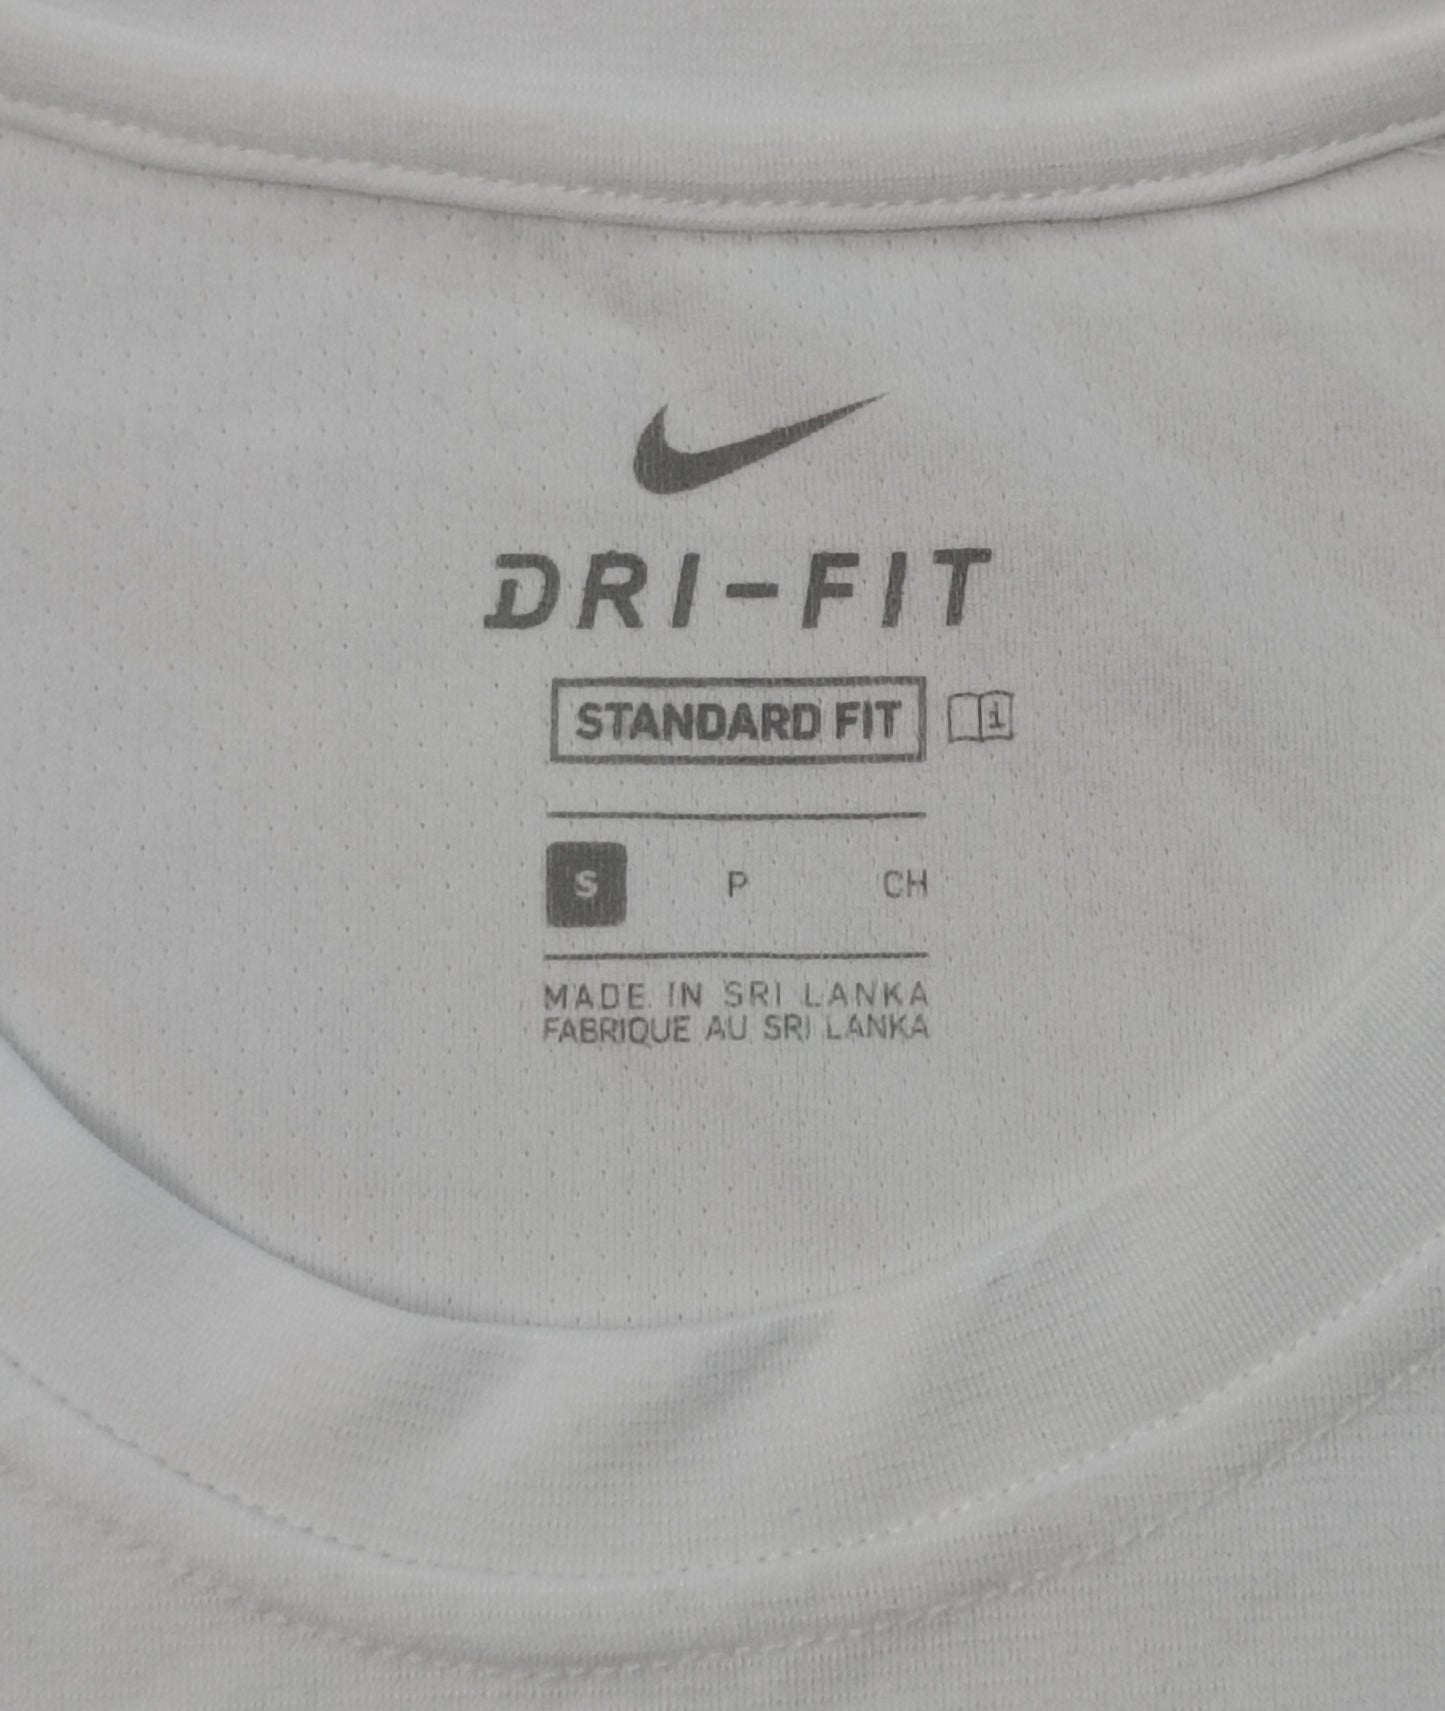 DRI-FIT
STANDARD FIT i
S P CH
MADE IN SRI LANKA
FABRIQUE AU SRI LANKA